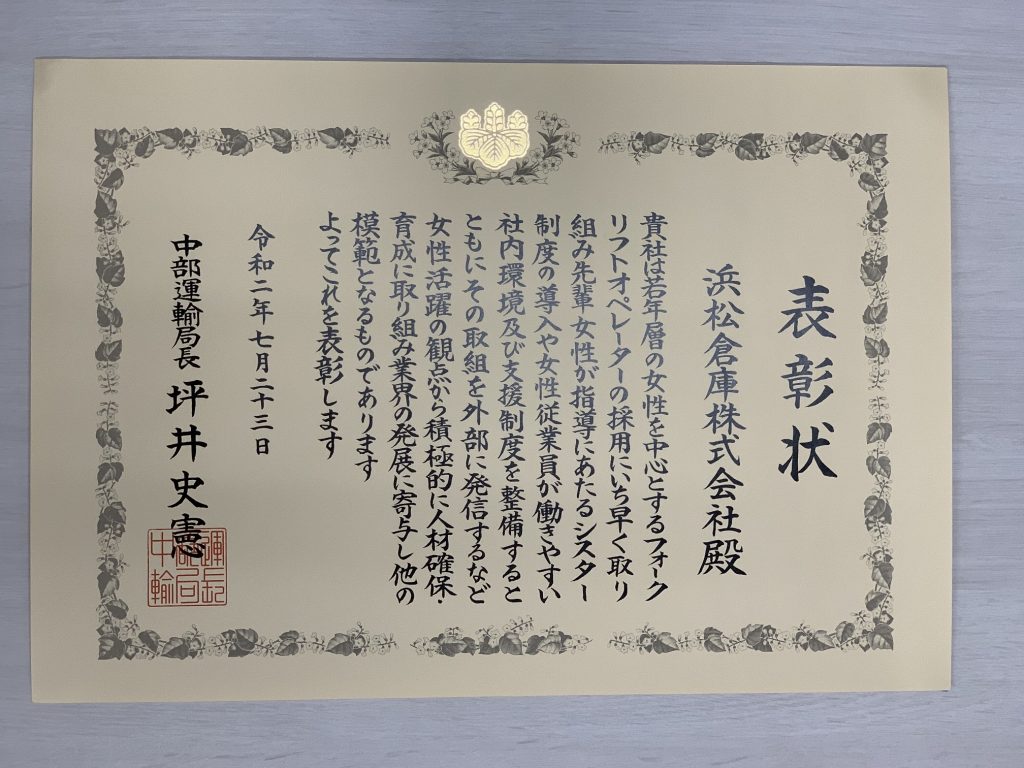 表彰状
浜松倉庫株式会社殿
貴社は若年層の女性を中心とするフォーク
リフトオペレーターの採用にいち早く取り
組み先輩女性が指導にあたるシスター
制度の導入や女性従業員が働きやすい
社内環境及び支援制度を整備すると
ともにその取組を外部に発信するなど
女性活躍の観点から積極的に人材確保・
育成に取り組み業界の発展に寄与し他の
模範となるものであります
よってこれを表彰します
令和二年七月二十三日
中部運輸局長 坪井史憲